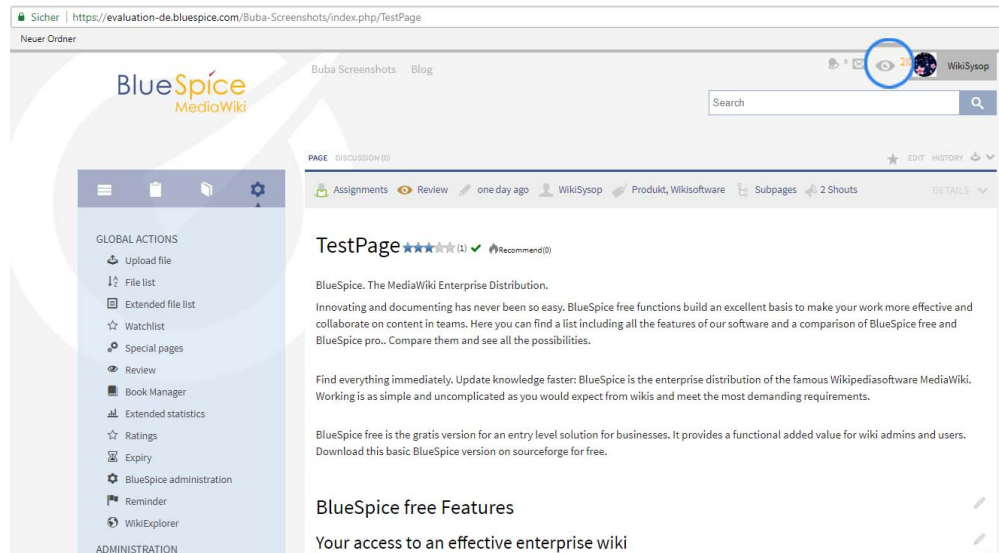 Sicher | https://evaluation-de.bluespice.com/Buba-Screenshots/index.php/TestPage
Neuer Ordner
BlueSpice
MediaWiki
Buba Screenshots Blog
WikiSysop
Search
PAGE DISCUSSION (0)
EDIT HISTORY
Assignments Review one day ago WikiSysop Produkt, Wikisoftware Subpages 2 Shouts DETAILS
GLOBAL ACTIONS
Upload file
File list
Extended file list
Watchlist
Special pages
Review
Book Manager
Extended statistics
Ratings
Expiry
BlueSpice administration
Reminder
WikiExplorer
ADMINISTRATION
TestPage (1) Recommend(0)
BlueSpice. The MediaWiki Enterprise Distribution.
Innovating and documenting has never been so easy. BlueSpice free functions build an excellent basis to make your work more effective and
collaborate on content in teams. Here you can find a list including all the features of our software and a comparison of BlueSpice free and
BlueSpice pro.. Compare them and see all the possibilities.
Find everything immediately. Update knowledge faster: BlueSpice is the enterprise distribution of the famous Wikipediasoftware MediaWiki.
Working is as simple and uncomplicated as you would expect from wikis and meet the most demanding requirements.
BlueSpice free is the gratis version for an entry level solution for businesses. It provides a functional added value for wiki admins and users.
Download this basic BlueSpice version on sourceforge for free.
BlueSpice free Features
Your access to an effective enterprise wiki